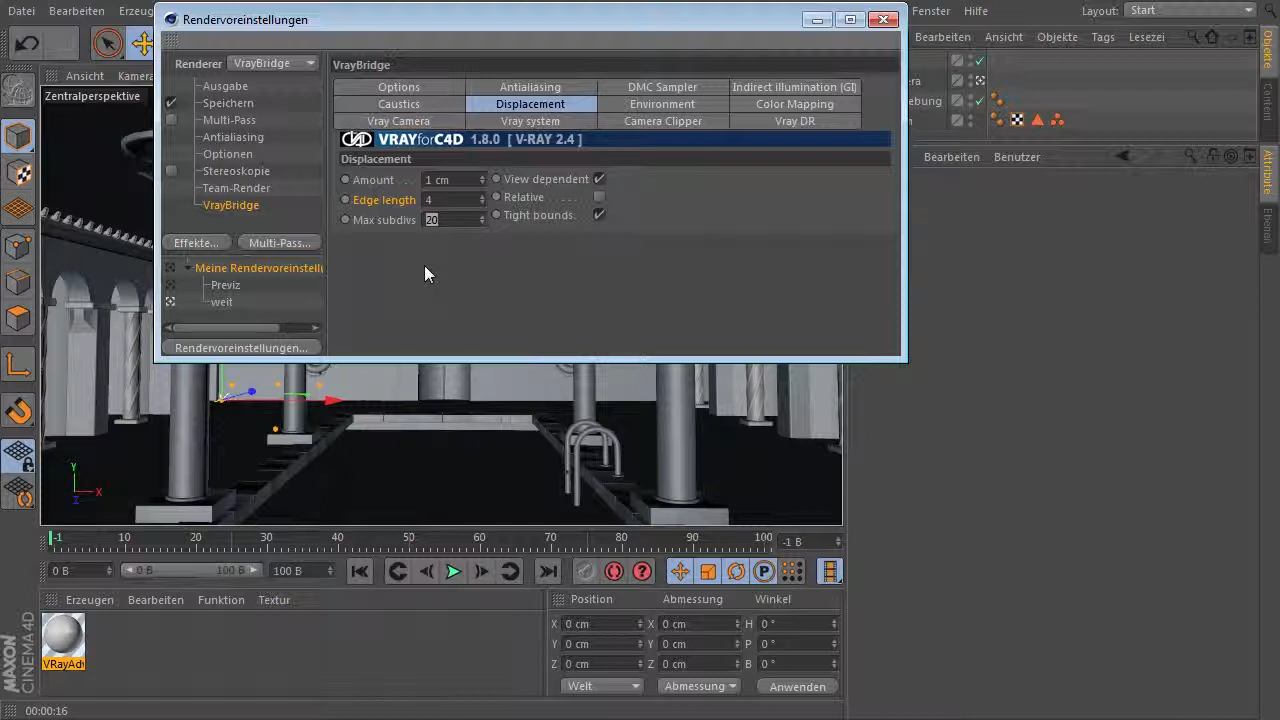 Datei Bearbeiten Erzeugen
Rendervoreinstellungen
Fenster Hilfe
Layout: Start
Bearbeiten Ansicht Objekte Tags Lesezei
Renderer VrayBridge
Ausgabe
Speichern
Multi-Pass
Antialiasing
Optionen
Stereoskopie
Team-Render
VrayBridge
Effekte... Multi-Pass...
Meine Rendervoreinstell
Previz
weit
Rendervoreinstellungen...
VrayBridge
Options Antialiasing DMC Sampler Indirect illumination (GI)
Caustics Displacement Environment Color Mapping
Vray Camera Vray system Camera Clipper Vray DR
VRAYforC4D 1.8.0 [ V-RAY 2.4 ]
Displacement
Amount . . . 1 cm View dependent
Edge length 4 Relative . . . .
Max subdivs 20 Tight bounds.
Ansicht Kamera
Zentralperspektive
Bearbeiten Benutzer
Objekte
Content
Attribute
Ebenen
Y
X
Z
-1 10 20 30 40 50 60 70 80 90 100 -1 B
0 B 0 B 100 B 100 B
P
Erzeugen Bearbeiten Funktion Textur
VRayAdv
Position Abmessung Winkel
X 0 cm X 0 cm H 0 °
Y 0 cm Y 0 cm P 0 °
Z 0 cm Z 0 cm B 0 °
Welt Abmessung Anwenden
MAXON
CINEMA 4D
00:00:16